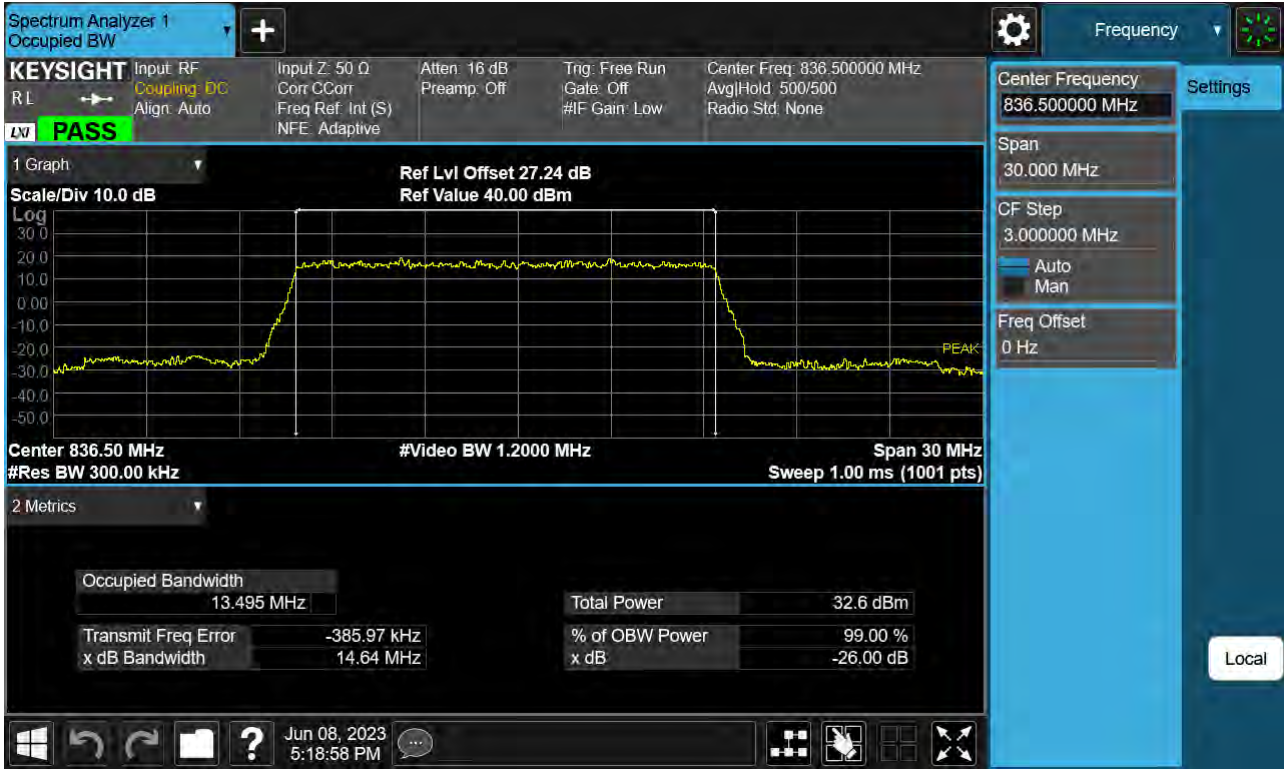 Spectrum Analyzer 1
Occupied BW
Frequency
KEYSIGHT
R L
LXI
PASS
Input: RF
Coupling: DC
Align: Auto
Input Z: 50 Ω
Corr CCorr
Freq Ref: Int (S)
NFE: Adaptive
Atten: 16 dB
Preamp: Off
Trig: Free Run
Gate: Off
#IF Gain: Low
Center Freq: 836.500000 MHz
Avg|Hold: 500/500
Radio Std: None
Center Frequency
836.500000 MHz
Settings
Span
30.000 MHz
CF Step
3.000000 MHz
Auto
Man
Freq Offset
0 Hz
Local
1 Graph
Scale/Div 10.0 dB
Ref Lvl Offset 27.24 dB
Ref Value 40.00 dBm
Log
30.0
20.0
10.0
0.00
-10.0
-20.0
-30.0
-40.0
-50.0
PEAK
Center 836.50 MHz
#Video BW 1.2000 MHz
Span 30 MHz
#Res BW 300.00 kHz
Sweep 1.00 ms (1001 pts)
2 Metrics
Occupied Bandwidth
13.495 MHz
Total Power 32.6 dBm
Transmit Freq Error -385.97 kHz
% of OBW Power 99.00 %
x dB Bandwidth 14.64 MHz
x dB -26.00 dB
?
Jun 08, 2023
5:18:58 PM